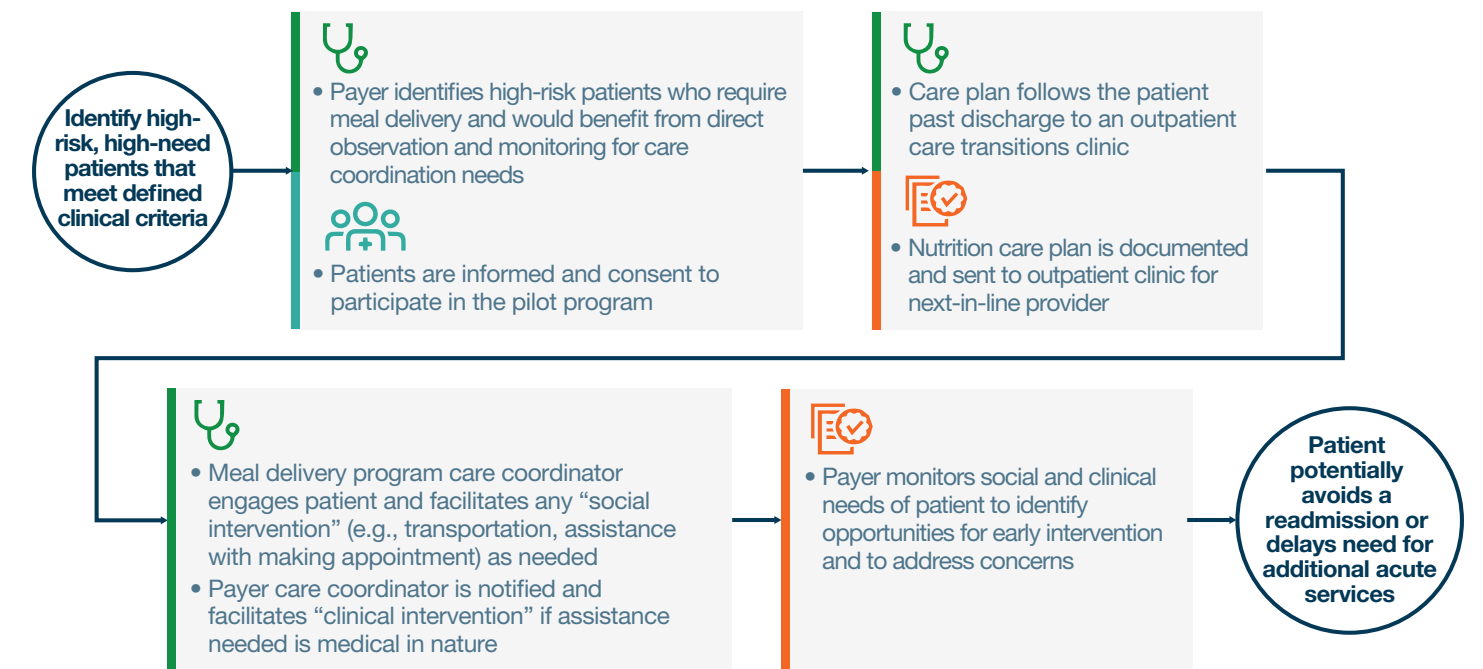 Identify high-
risk, high-need
patients that
meet defined
clinical criteria
• Payer identifies high-risk patients who require
meal delivery and would benefit from direct
observation and monitoring for care
coordination needs
• Patients are informed and consent to
participate in the pilot program
• Care plan follows the patient
past discharge to an outpatient
care transitions clinic
• Nutrition care plan is documented
and sent to outpatient clinic for
next-in-line provider
• Meal delivery program care coordinator
engages patient and facilitates any “social
intervention” (e.g., transportation, assistance
with making appointment) as needed
• Payer care coordinator is notified and
facilitates “clinical intervention” if assistance
needed is medical in nature
• Payer monitors social and clinical
needs of patient to identify
opportunities for early intervention
and to address concerns
Patient
potentially
avoids a
readmission or
delays need for
additional acute
services